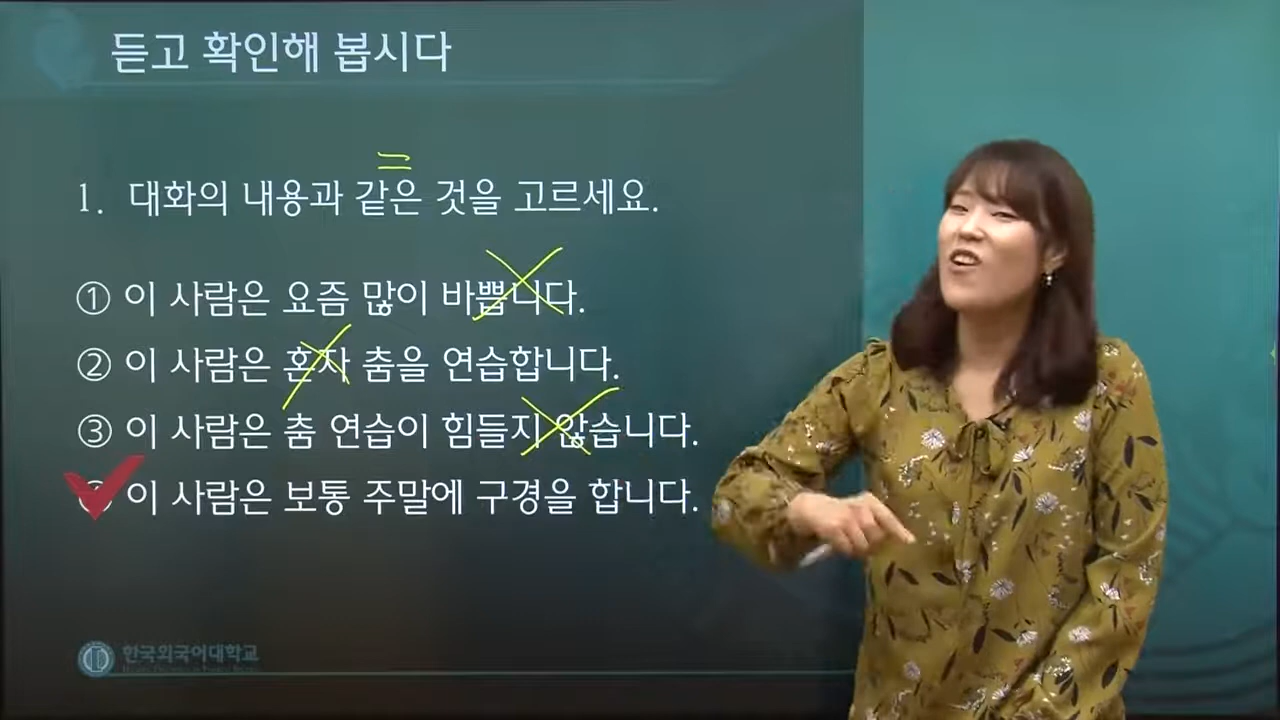 듣고 확인해 봅시다
=
1. 대화의 내용과 같은 것을 고르세요.
① 이 사람은 요즘 많이 바쁩니다.
② 이 사람은 혼자 춤을 연습합니다.
③ 이 사람은 춤 연습이 힘들지 않습니다.
이 사람은 보통 주말에 구경을 합니다.
한국외국어대학교